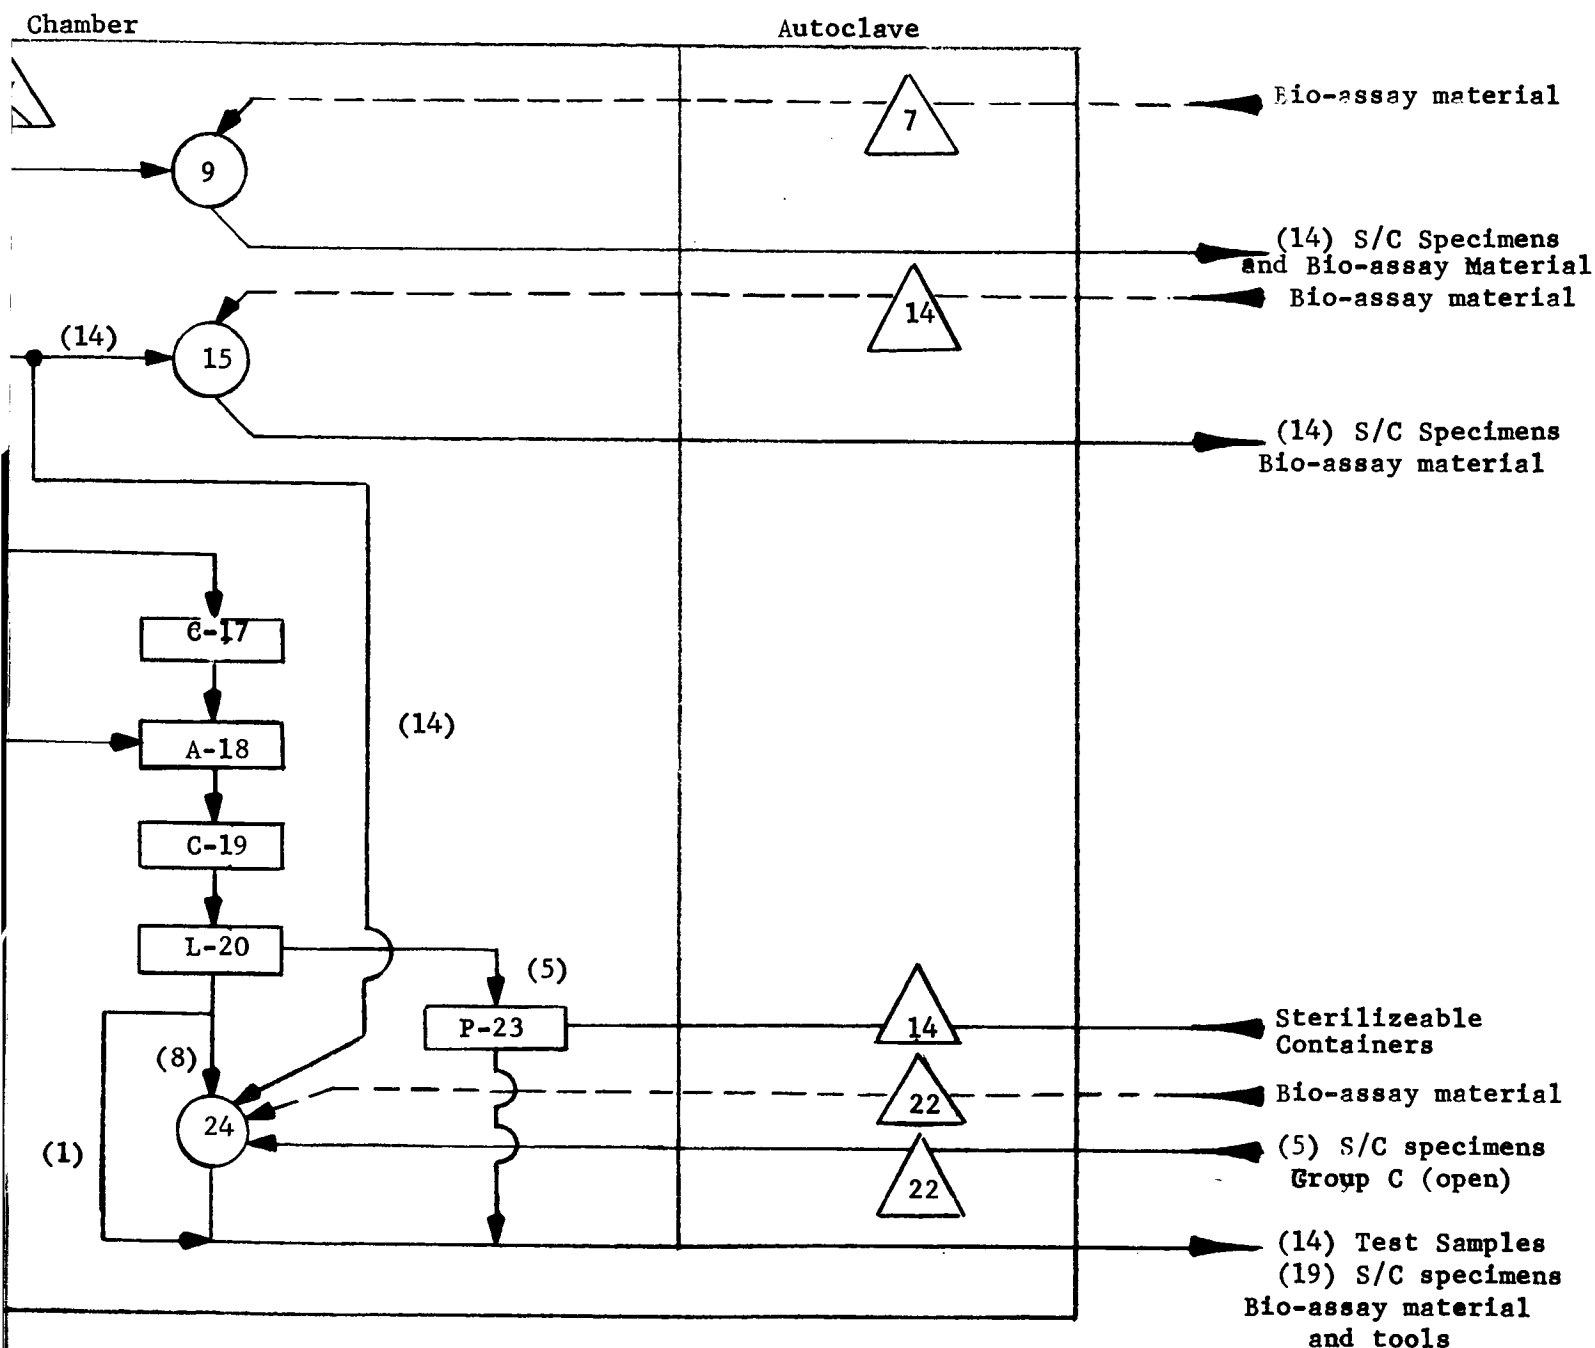 Chamber
Autoclave
Bio-assay material
7
9
(14) S/C Specimens
and Bio-assay Material
Bio-assay material
14
(14)
15
(14) S/C Specimens
Bio-assay material
C-17
(14)
A-18
C-19
L-20
(5)
P-23
14
Sterilizeable
Containers
(8)
22
Bio-assay material
24
(1)
(5) S/C specimens
Group C (open)
22
(14) Test Samples
(19) S/C specimens
Bio-assay material
and tools